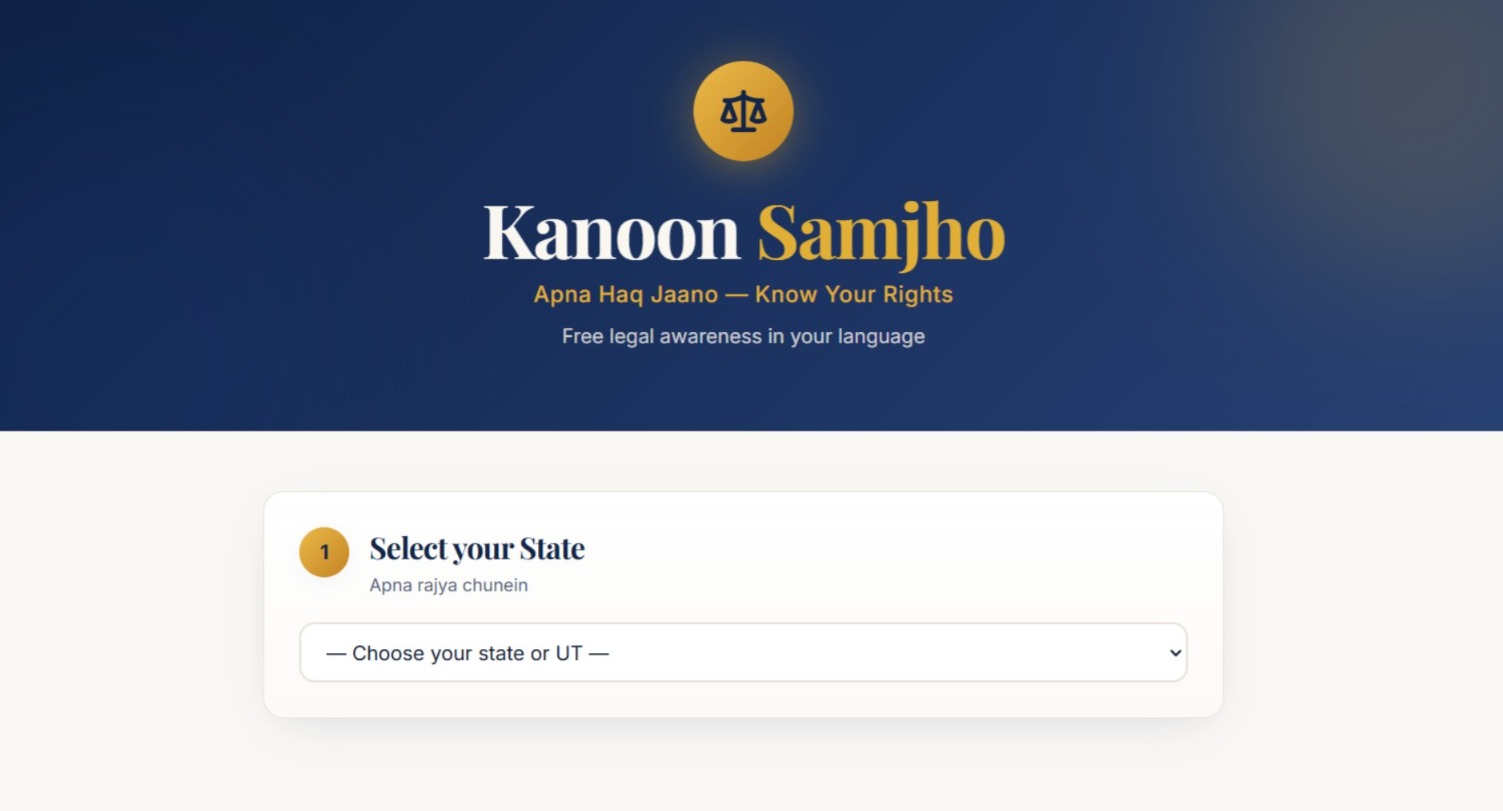 Kanoon Samjho
Apna Haq Jaano — Know Your Rights
Free legal awareness in your language
1
Select your State
Apna rajya chunein
— Choose your state or UT —